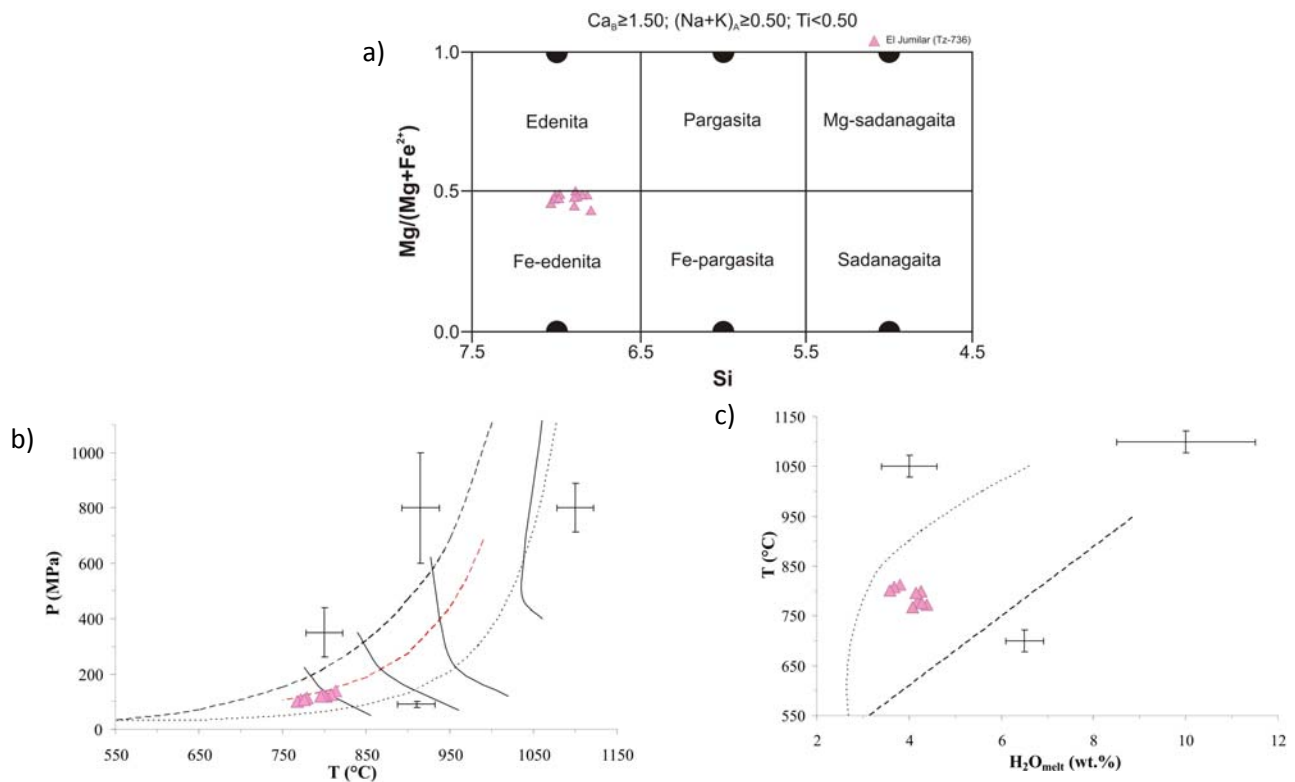 Ca_B≥1.50; (Na+K)_A≥0.50; Ti<0.50
El Jumilar (Tz-736)
a)
1.0
0.5
0.0
Mg/(Mg+Fe²⁺)
Edenita
Pargasita
Mg-sadanagaita
Fe-edenita
Fe-pargasita
Sadanagaita
7.5
6.5
5.5
4.5
Si
b)
P (MPa)
1000
800
600
400
200
0
550
650
750
850
950
1050
1150
T (°C)
c)
T (°C)
1150
1050
950
850
750
650
550
2
4
6
8
10
12
H₂O_melt (wt.%)